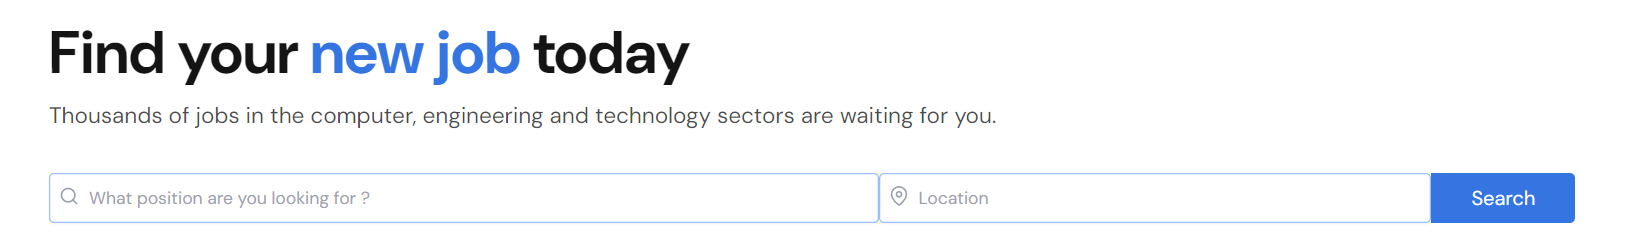 Find your new job today
Thousands of jobs in the computer, engineering and technology sectors are waiting for you.
What position are you looking for ? Location Search